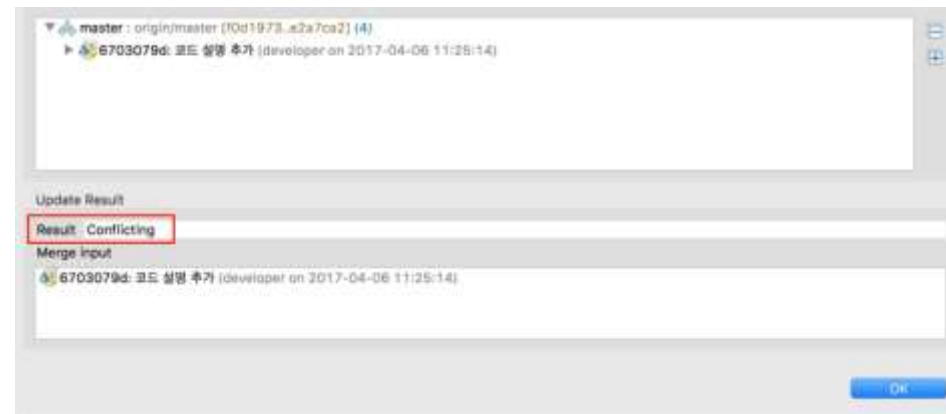 master : origin/master [f0d1973..e2a7ca2] (4)
6703079d: 코드 설명 추가 (developer on 2017-04-06 11:25:14)
Update Result
Result Conflicting
Merge input
6703079d: 코드 설명 추가 (developer on 2017-04-06 11:25:14)
OK